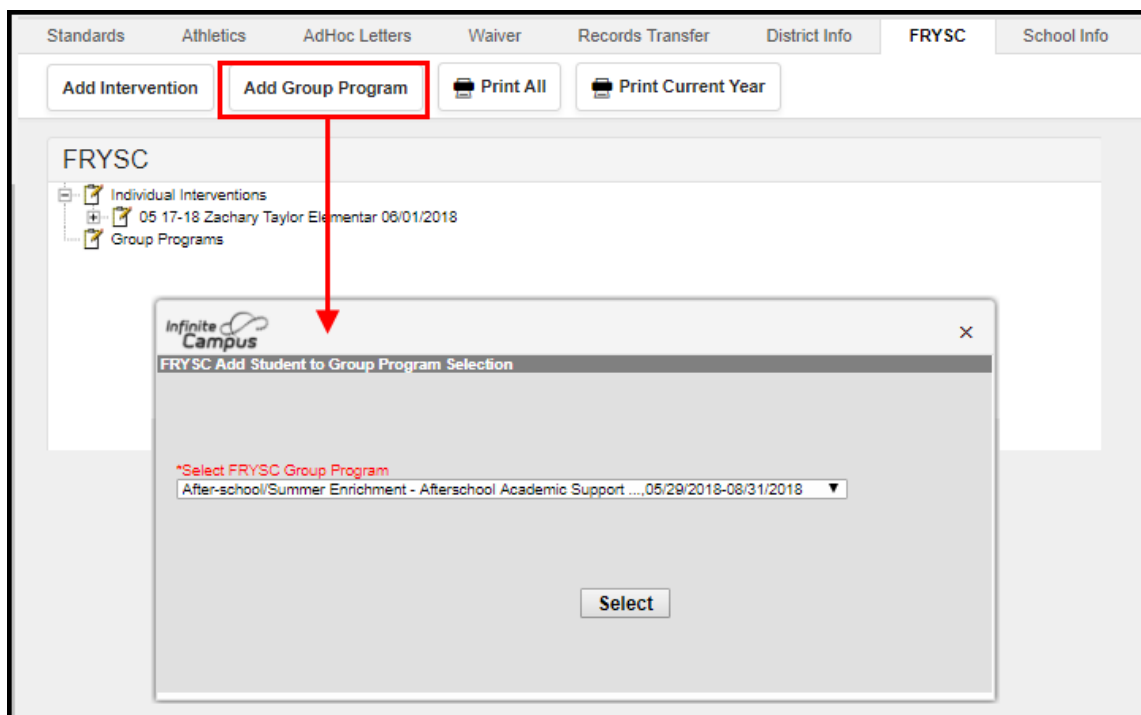 Standards Athletics AdHoc Letters Waiver Records Transfer District Info FRYSC School Info
Add Intervention Add Group Program Print All Print Current Year
FRYSC
Individual Interventions
05 17-18 Zachary Taylor Elementar 06/01/2018
Group Programs
Infinite
Campus
×
FRYSC Add Student to Group Program Selection
*Select FRYSC Group Program
After-school/Summer Enrichment - Afterschool Academic Support ...,05/29/2018-08/31/2018 ▼
Select